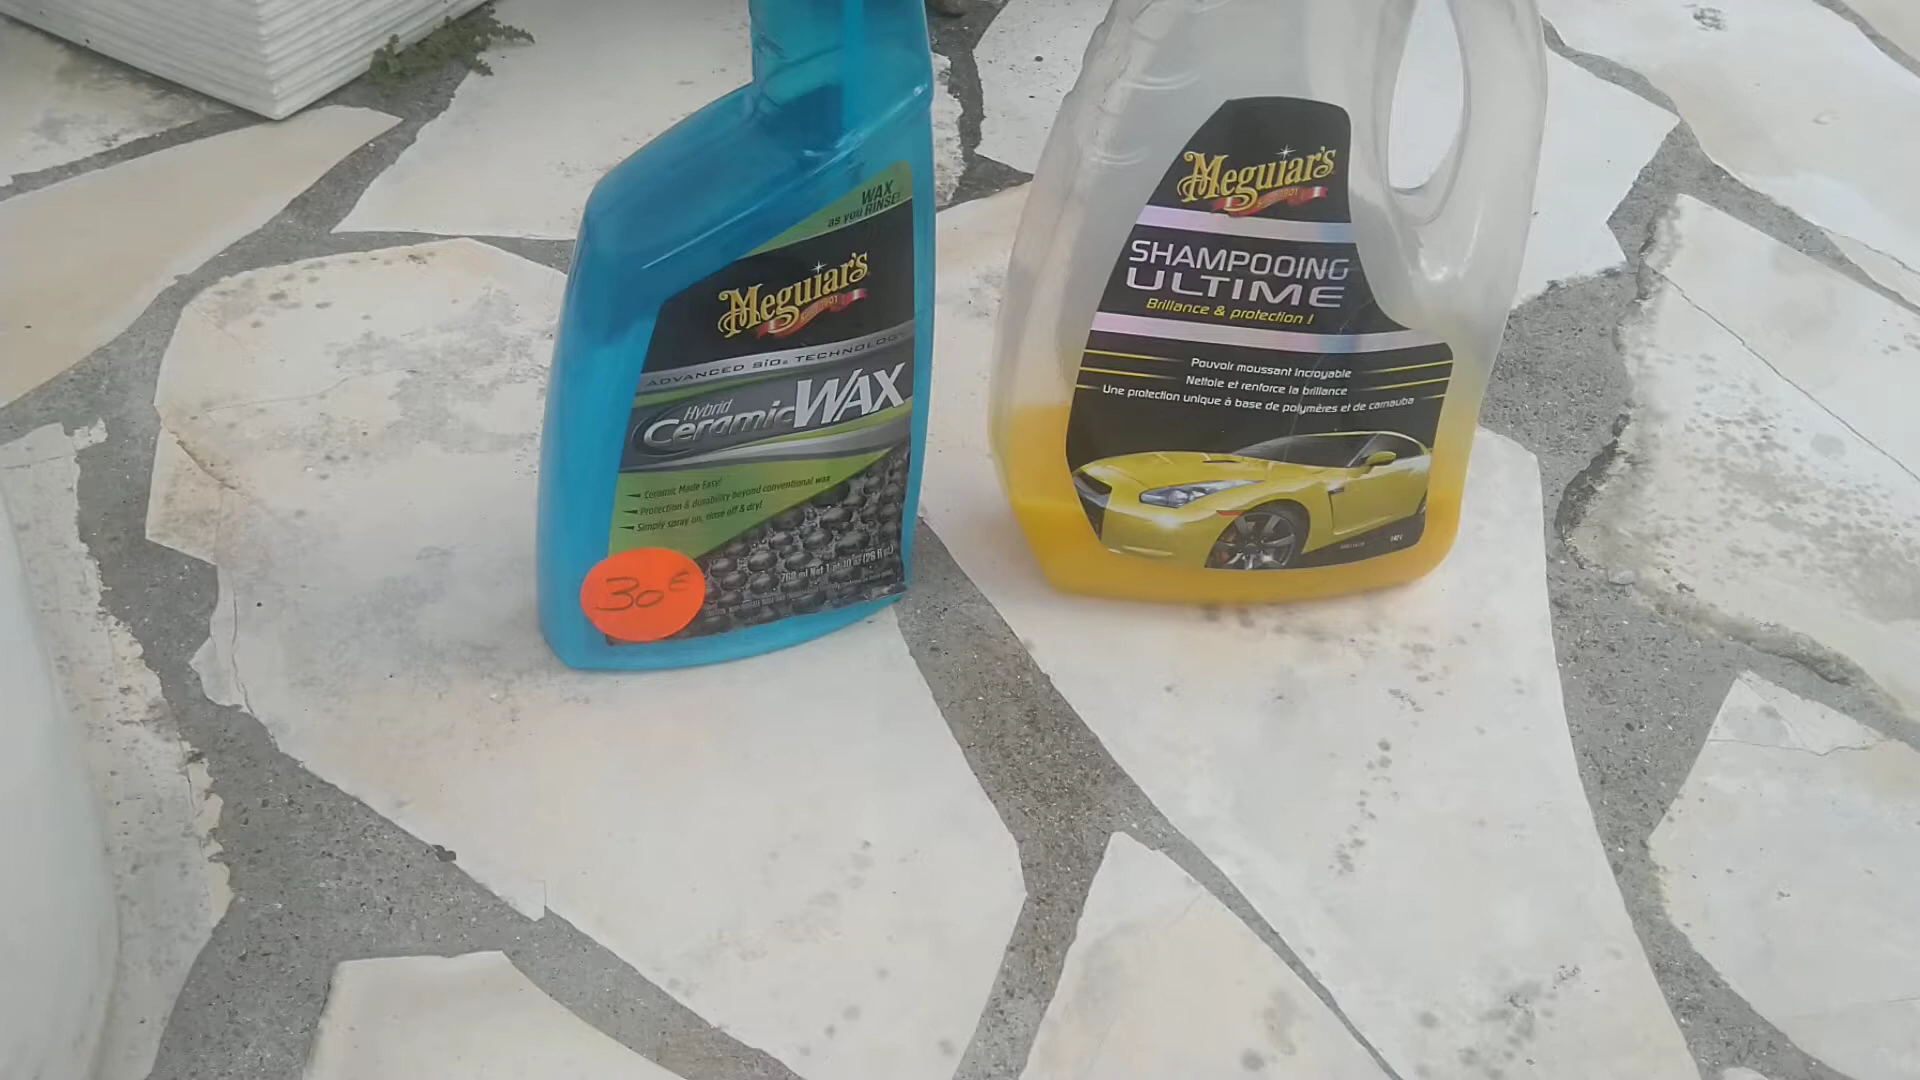 WAX
as you RINSE!
Meguiar's
ADVANCED SiO₂ TECHNOLOGY
Hybrid
Ceramic WAX
Ceramic Made Easy!
Protection & durability beyond conventional wax
Simply spray on, rinse off & dry!
30€
Meguiar's
SHAMPOOING
ULTIME
Brillance & protection !
Pouvoir moussant incroyable
Nettoie et renforce la brillance
Une protection unique à base de polymères et de carnauba